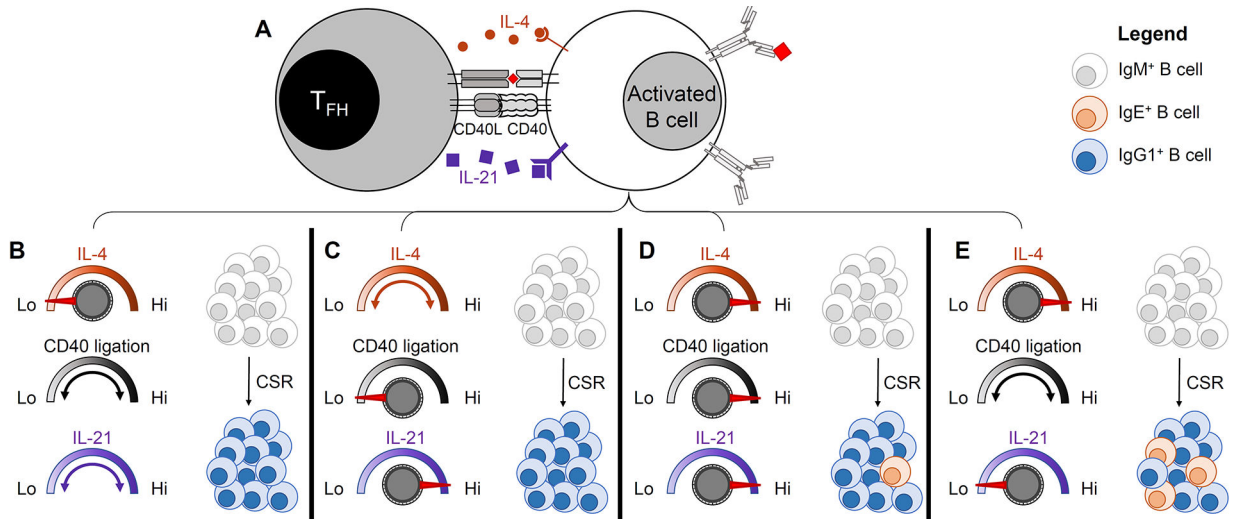 A
IL-4
T_FH
Activated
B cell
CD40L CD40
IL-21
Legend
IgM⁺ B cell
IgE⁺ B cell
IgG1⁺ B cell
B
IL-4
Lo Hi
CD40 ligation
Lo Hi
CSR
IL-21
Lo Hi
C
IL-4
Lo Hi
CD40 ligation
Lo Hi
CSR
IL-21
Lo Hi
D
IL-4
Lo Hi
CD40 ligation
Lo Hi
CSR
IL-21
Lo Hi
E
IL-4
Lo Hi
CD40 ligation
Lo Hi
CSR
IL-21
Lo Hi